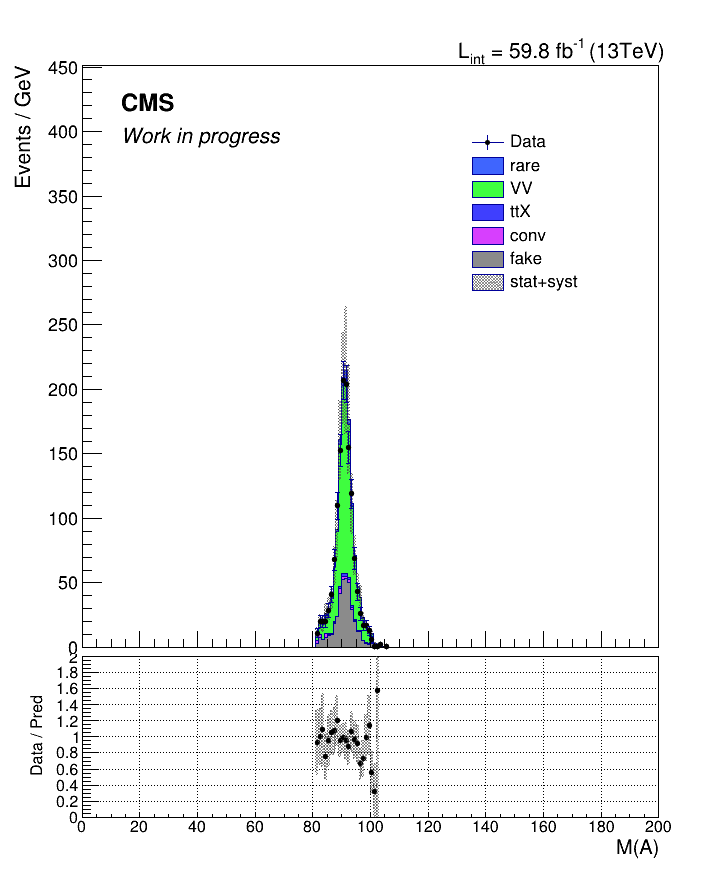 L_int = 59.8 fb^-1 (13TeV)
Events / GeV
450
400
350
300
250
200
150
100
50
0
CMS
Work in progress
Data
rare
VV
ttX
conv
fake
stat+syst
Data / Pred
2
1.8
1.6
1.4
1.2
1
0.8
0.6
0.4
0.2
0
0 20 40 60 80 100 120 140 160 180 200
M(A)